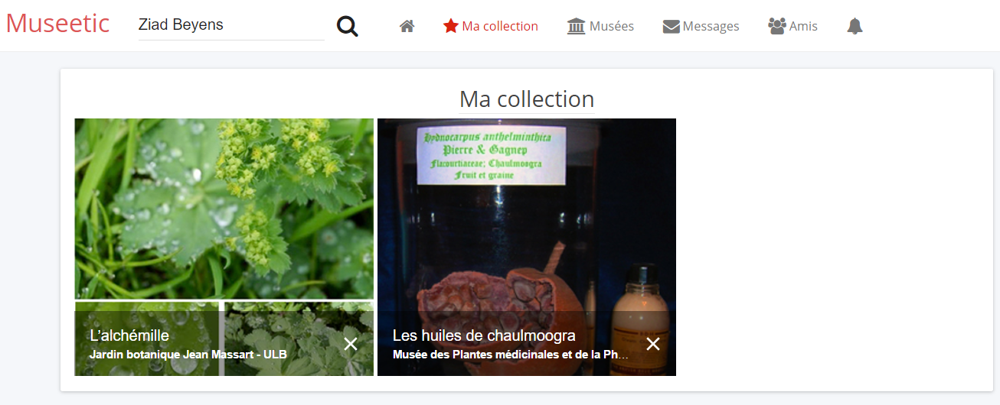 Museetic
Ziad Beyens
Ma collection
Musées
Messages
Amis
Ma collection
Hydnocarpus anthelminthica
Pierre & Gagnep
Flacourtiaceae; Chaulmoogra
Fruit et graine
L'alchémille
Jardin botanique Jean Massart - ULB
Les huiles de chaulmoogra
Musée des Plantes médicinales et de la Ph...